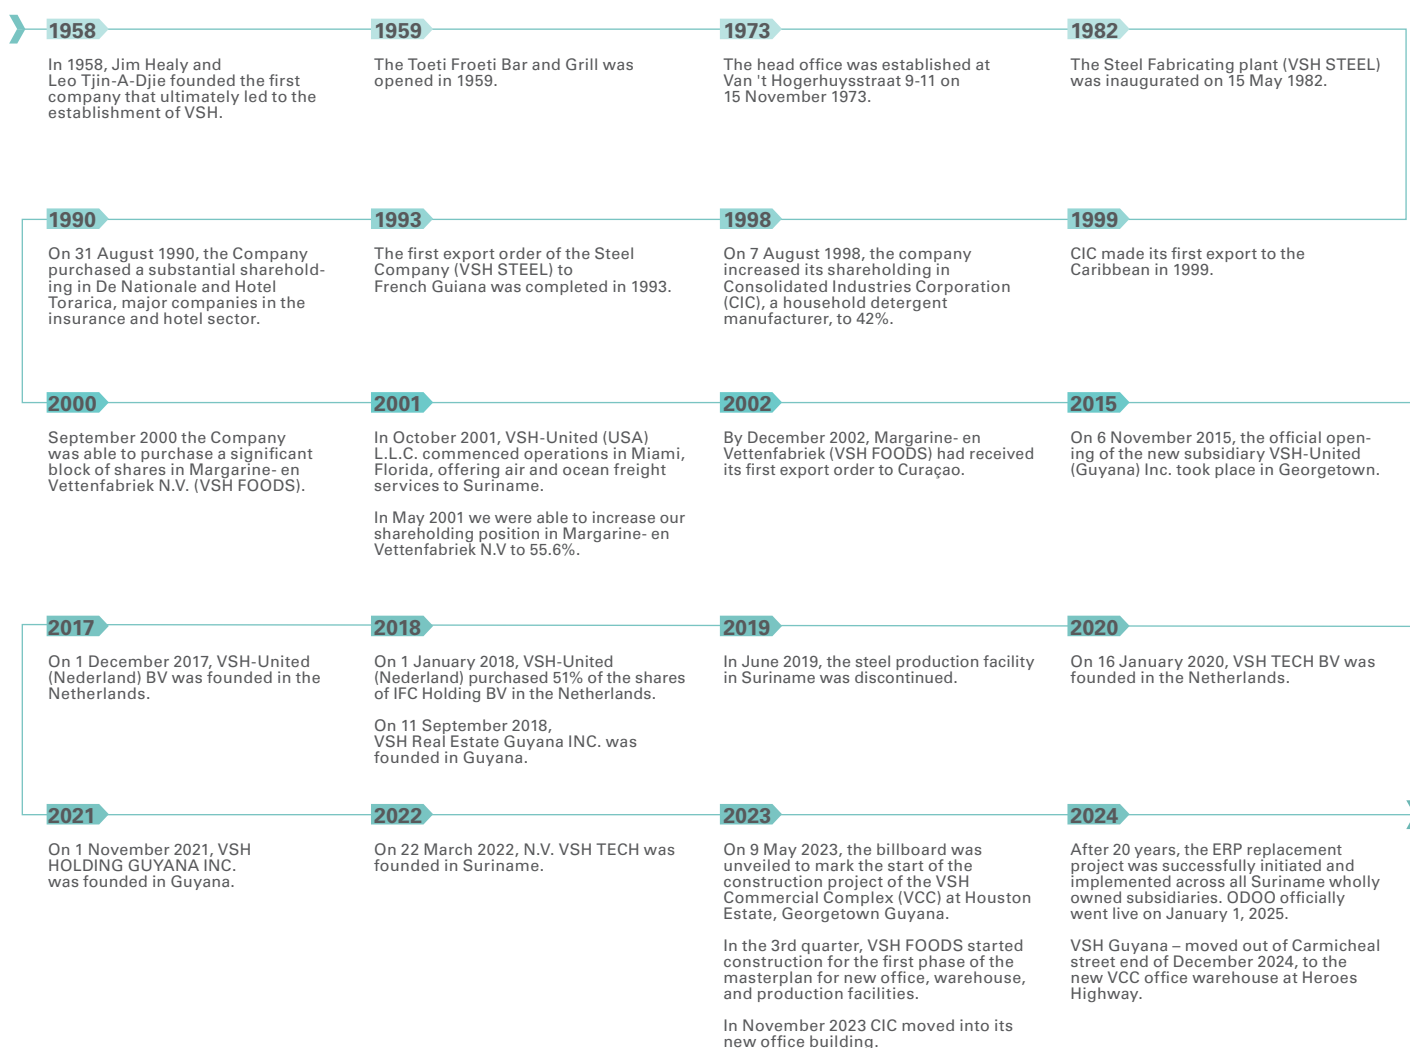 1958
In 1958, Jim Healy and
Leo Tjin-A-Djie founded the first
company that ultimately led to the
establishment of VSH.
1959
The Toeti Froeti Bar and Grill was
opened in 1959.
1973
The head office was established at
Van 't Hogerhuysstraat 9-11 on
15 November 1973.
1982
The Steel Fabricating plant (VSH STEEL)
was inaugurated on 15 May 1982.
1990
On 31 August 1990, the Company
purchased a substantial sharehold-
ing in De Nationale and Hotel
Torarica, major companies in the
insurance and hotel sector.
1993
The first export order of the Steel
Company (VSH STEEL) to
French Guiana was completed in 1993.
1998
On 7 August 1998, the company
increased its shareholding in
Consolidated Industries Corporation
(CIC), a household detergent
manufacturer, to 42%.
1999
CIC made its first export to the
Caribbean in 1999.
2000
September 2000 the Company
was able to purchase a significant
block of shares in Margarine- en
Vettenfabriek N.V. (VSH FOODS).
2001
In October 2001, VSH-United (USA)
L.L.C. commenced operations in Miami,
Florida, offering air and ocean freight
services to Suriname.
In May 2001 we were able to increase our
shareholding position in Margarine- en
Vettenfabriek N.V to 55.6%.
2002
By December 2002, Margarine- en
Vettenfabriek (VSH FOODS) had received
its first export order to Curaçao.
2015
On 6 November 2015, the official open-
ing of the new subsidiary VSH-United
(Guyana) Inc. took place in Georgetown.
2017
On 1 December 2017, VSH-United
(Nederland) BV was founded in the
Netherlands.
2018
On 1 January 2018, VSH-United
(Nederland) purchased 51% of the shares
of IFC Holding BV in the Netherlands.
On 11 September 2018,
VSH Real Estate Guyana INC. was
founded in Guyana.
2019
In June 2019, the steel production facility
in Suriname was discontinued.
2020
On 16 January 2020, VSH TECH BV was
founded in the Netherlands.
2021
On 1 November 2021, VSH
HOLDING GUYANA INC.
was founded in Guyana.
2022
On 22 March 2022, N.V. VSH TECH was
founded in Suriname.
2023
On 9 May 2023, the billboard was
unveiled to mark the start of the
construction project of the VSH
Commercial Complex (VCC) at Houston
Estate, Georgetown Guyana.
In the 3rd quarter, VSH FOODS started
construction for the first phase of the
masterplan for new office, warehouse,
and production facilities.
In November 2023 CIC moved into its
new office building.
2024
After 20 years, the ERP replacement
project was successfully initiated and
implemented across all Suriname wholly
owned subsidiaries. ODOO officially
went live on January 1, 2025.
VSH Guyana – moved out of Carmicheal
street end of December 2024, to the
new VCC office warehouse at Heroes
Highway.